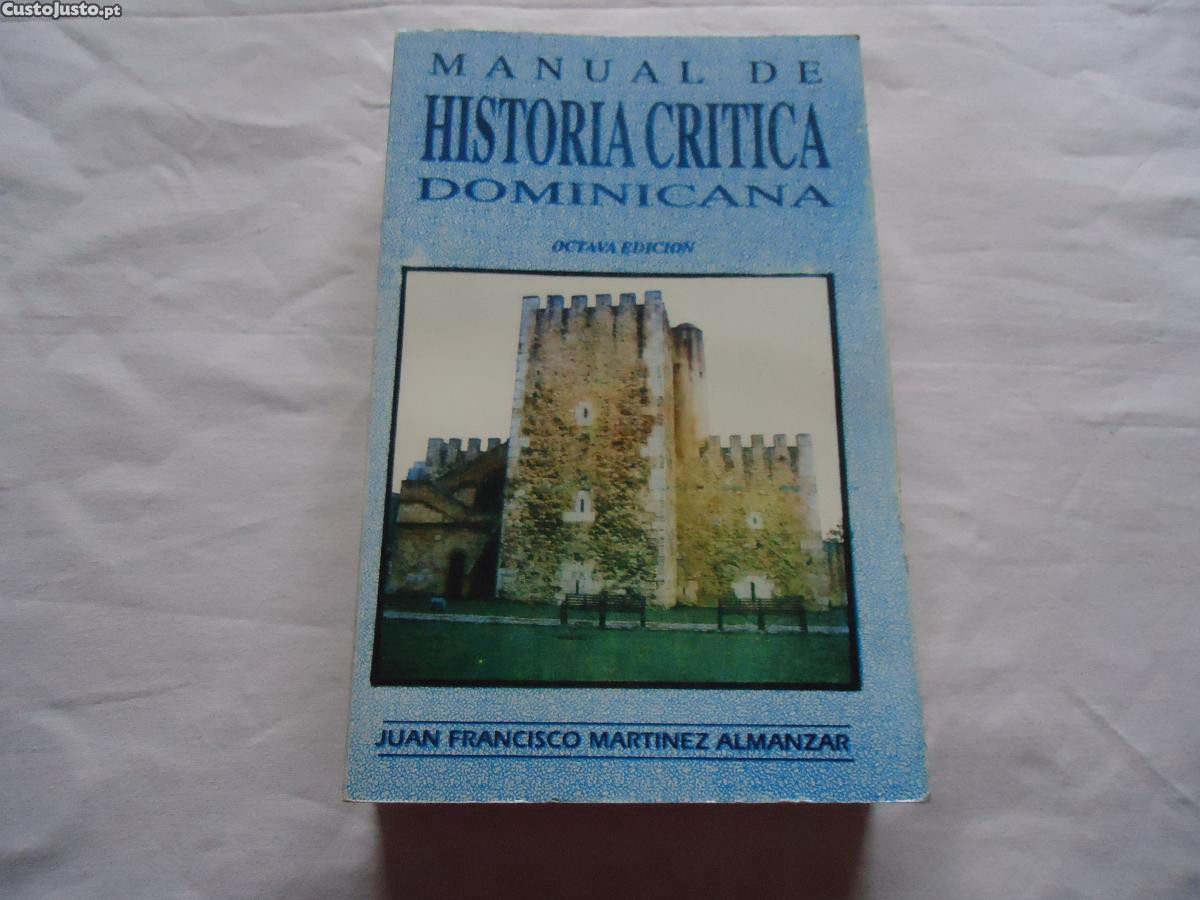 CustoJusto.pt
MANUAL DE
HISTORIA CRITICA
DOMINICANA
OCTAVA EDICION
JUAN FRANCISCO MARTINEZ ALMANZAR